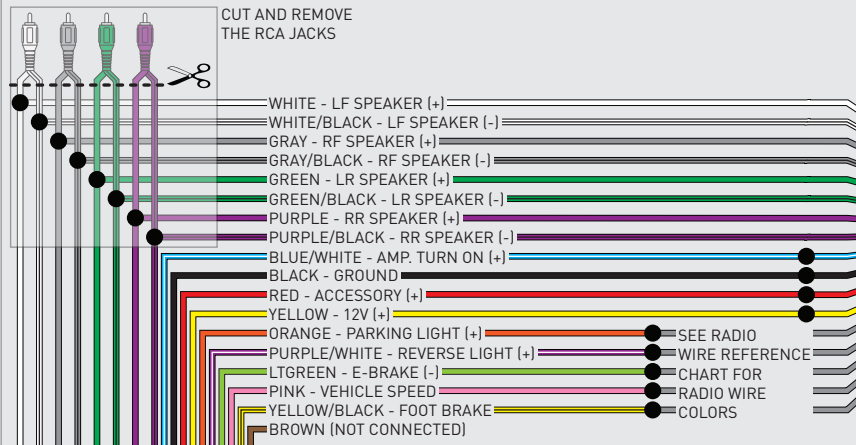 CUT AND REMOVE
THE RCA JACKS
WHITE - LF SPEAKER (+)
WHITE/BLACK - LF SPEAKER (-)
GRAY - RF SPEAKER (+)
GRAY/BLACK - RF SPEAKER (-)
GREEN - LR SPEAKER (+)
GREEN/BLACK - LR SPEAKER (-)
PURPLE - RR SPEAKER (+)
PURPLE/BLACK - RR SPEAKER (-)
BLUE/WHITE - AMP. TURN ON (+)
BLACK - GROUND
RED - ACCESSORY (+)
YELLOW - 12V (+)
ORANGE - PARKING LIGHT (+)
PURPLE/WHITE - REVERSE LIGHT (+)
LTGREEN - E-BRAKE (-)
PINK - VEHICLE SPEED
YELLOW/BLACK - FOOT BRAKE
BROWN (NOT CONNECTED)
SEE RADIO
WIRE REFERENCE
CHART FOR
RADIO WIRE
COLORS